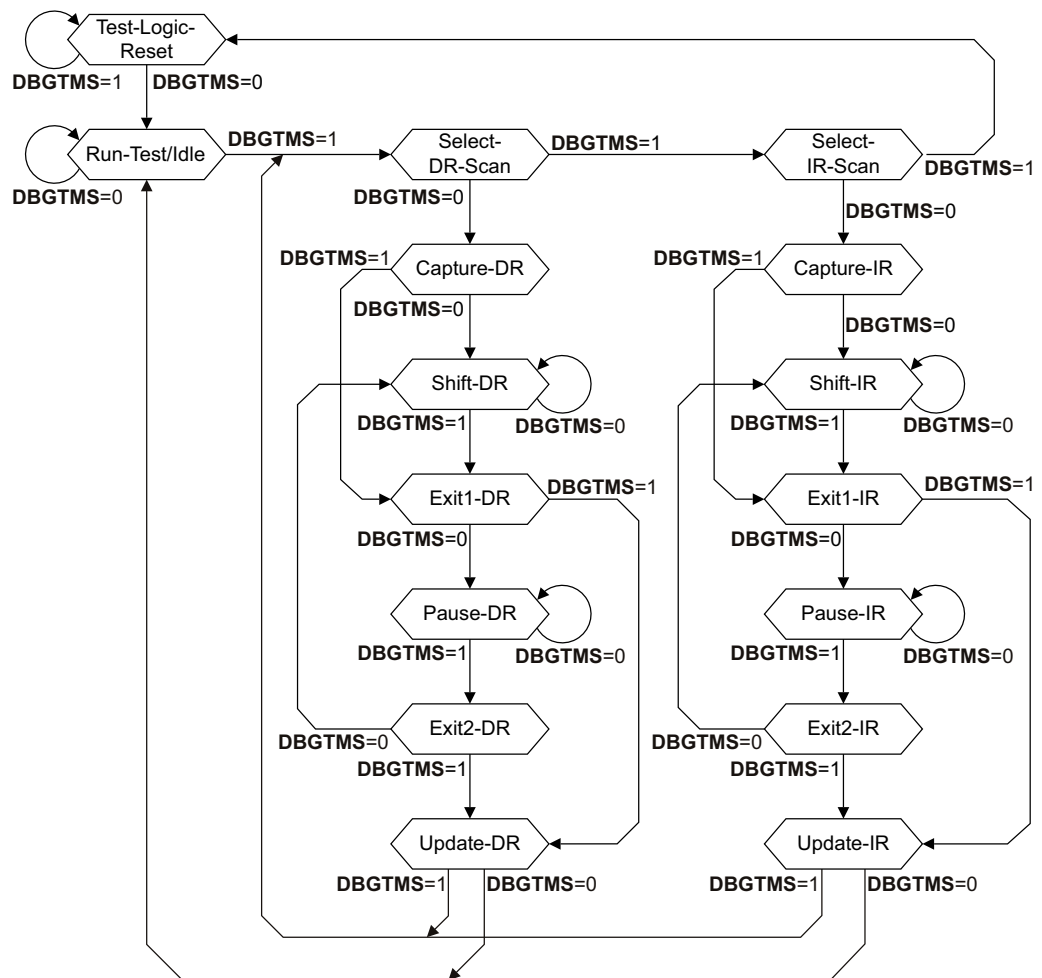 Test-Logic-
Reset
DBGTMS=1
DBGTMS=0
Run-Test/Idle
DBGTMS=1
Select-
DR-Scan
DBGTMS=1
Select-
IR-Scan
DBGTMS=1
DBGTMS=0
DBGTMS=0
DBGTMS=0
DBGTMS=1
Capture-DR
DBGTMS=1
Capture-IR
DBGTMS=0
DBGTMS=0
Shift-DR
Shift-IR
DBGTMS=1
DBGTMS=0
DBGTMS=1
DBGTMS=0
Exit1-DR
DBGTMS=1
Exit1-IR
DBGTMS=1
DBGTMS=0
DBGTMS=0
Pause-DR
Pause-IR
DBGTMS=1
DBGTMS=0
DBGTMS=1
DBGTMS=0
Exit2-DR
Exit2-IR
DBGTMS=0
DBGTMS=1
DBGTMS=0
DBGTMS=1
Update-DR
Update-IR
DBGTMS=1
DBGTMS=0
DBGTMS=1
DBGTMS=0